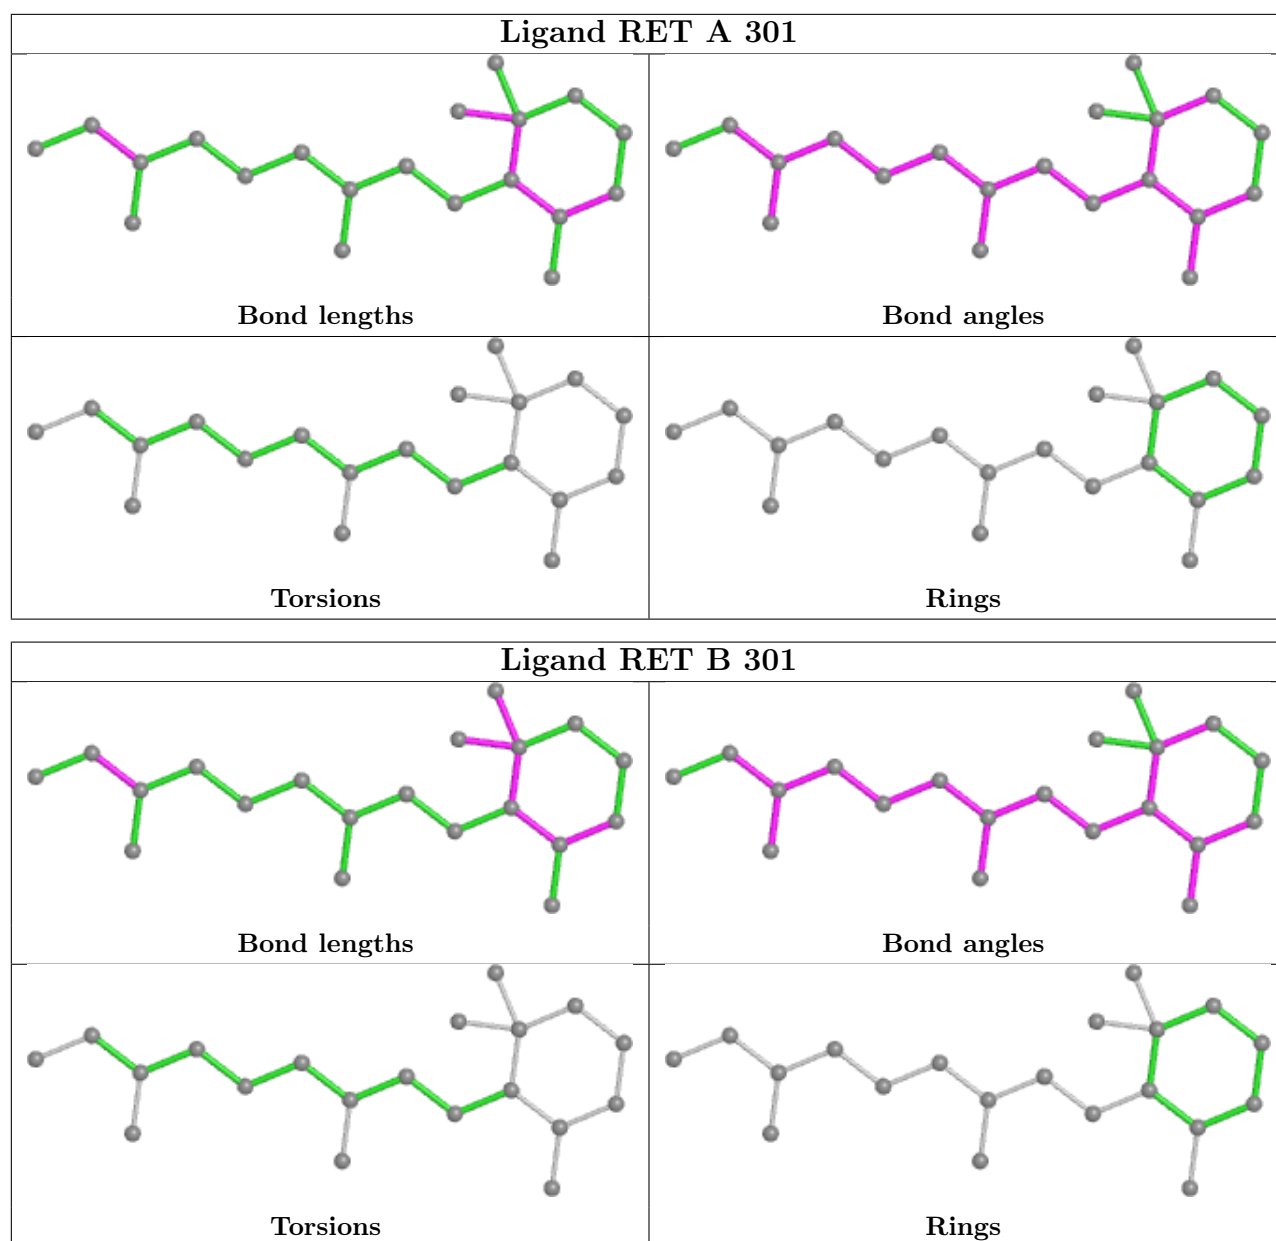 Ligand RET A 301
Bond lengths
Bond angles
Torsions
Rings
Ligand RET B 301
Bond lengths
Bond angles
Torsions
Rings